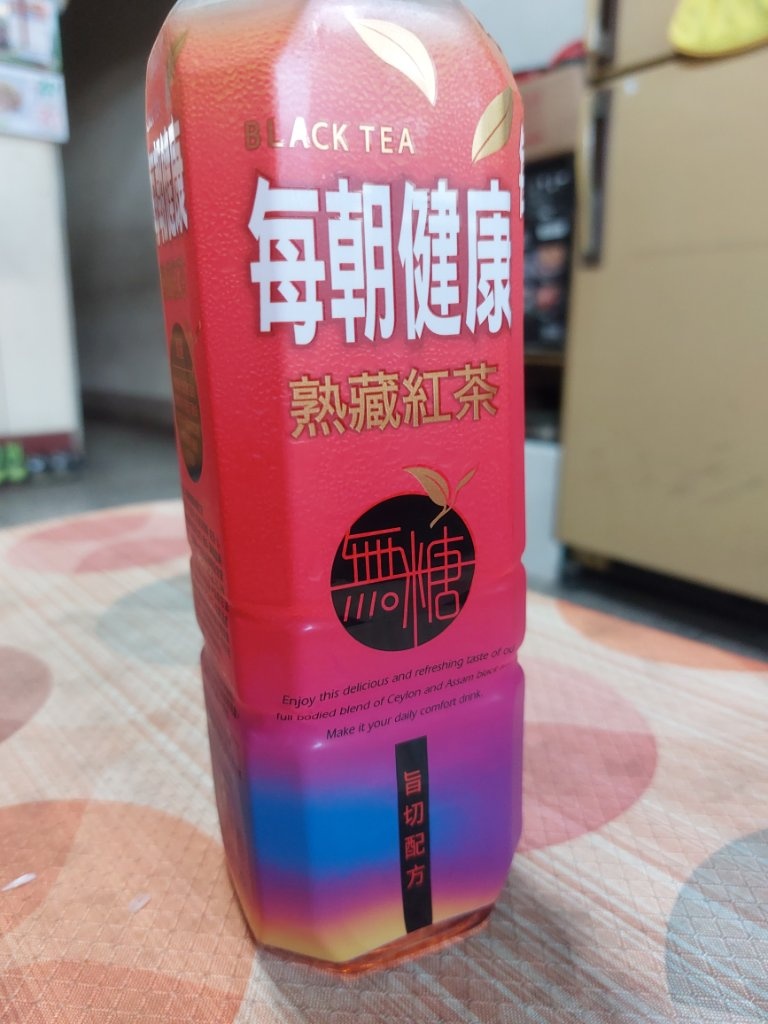 BLACK TEA
每朝健康
熟藏紅茶
無糖
Enjoy this delicious and refreshing taste of
full bodied blend of Ceylon and Assam black
Make it your daily comfort drink.
旨切配方